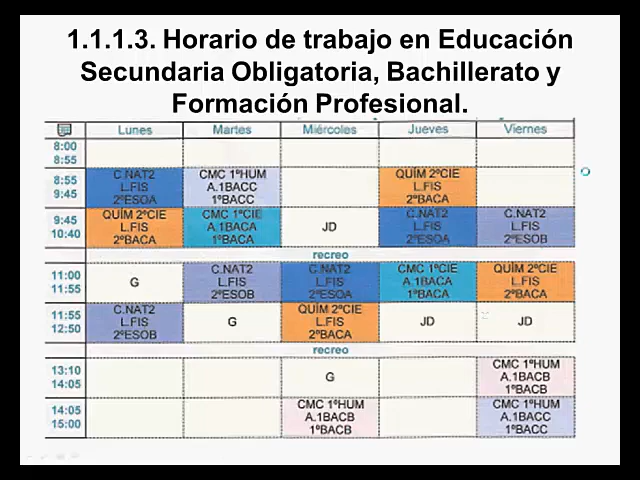 1.1.1.3. Horario de trabajo en Educación
Secundaria Obligatoria, Bachillerato y
Formación Profesional.
Lunes Martes Miércoles Jueves Viernes
8:00
8:55
8:55
9:45
C.NAT2
L.FIS
2ºESOA
CMC 1ºHUM
A.1BACC
1ºBACC
QUÍM 2ºCIE
L.FIS
2ºBACA
9:45
10:40
QUÍM 2ºCIE
L.FIS
2ºBACA
CMC 1ºCIE
A.1BACA
1ºBACA
JD
C.NAT2
L.FIS
2ºESOA
C.NAT2
L.FIS
2ºESOB
recreo
11:00
11:55
G
C.NAT2
L.FIS
2ºESOB
C.NAT2
L.FIS
2ºESOA
CMC 1ºCIE
A.1BACA
1ºBACA
QUÍM 2ºCIE
L.FIS
2ºBACA
11:55
12:50
C.NAT2
L.FIS
2ºESOB
G
QUÍM 2ºCIE
L.FIS
2ºBACA
JD
JD
recreo
13:10
14:05
G
CMC 1ºHUM
A.1BACB
1ºBACB
14:05
15:00
CMC 1ºHUM
A.1BACB
1ºBACB
CMC 1ºHUM
A.1BACC
1ºBACC